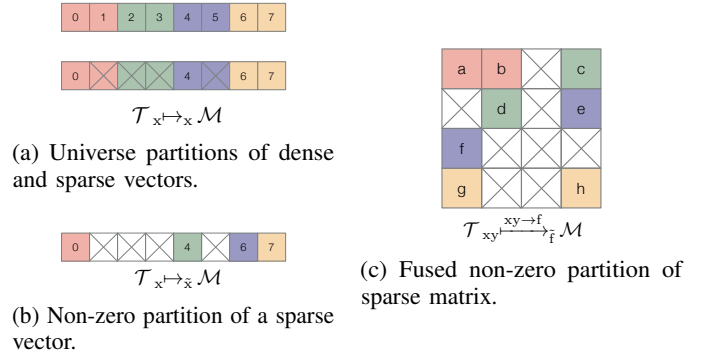 0 1 2 3 4 5 6 7
0 4 6 7
𝒯 x↦x ℳ
(a) Universe partitions of dense
and sparse vectors.
0 4 6 7
𝒯 x↦x̃ ℳ
(b) Non-zero partition of a sparse
vector.
a b c
d e
f
g h
xy→f
𝒯 xy⟼f̃ ℳ
(c) Fused non-zero partition of
sparse matrix.